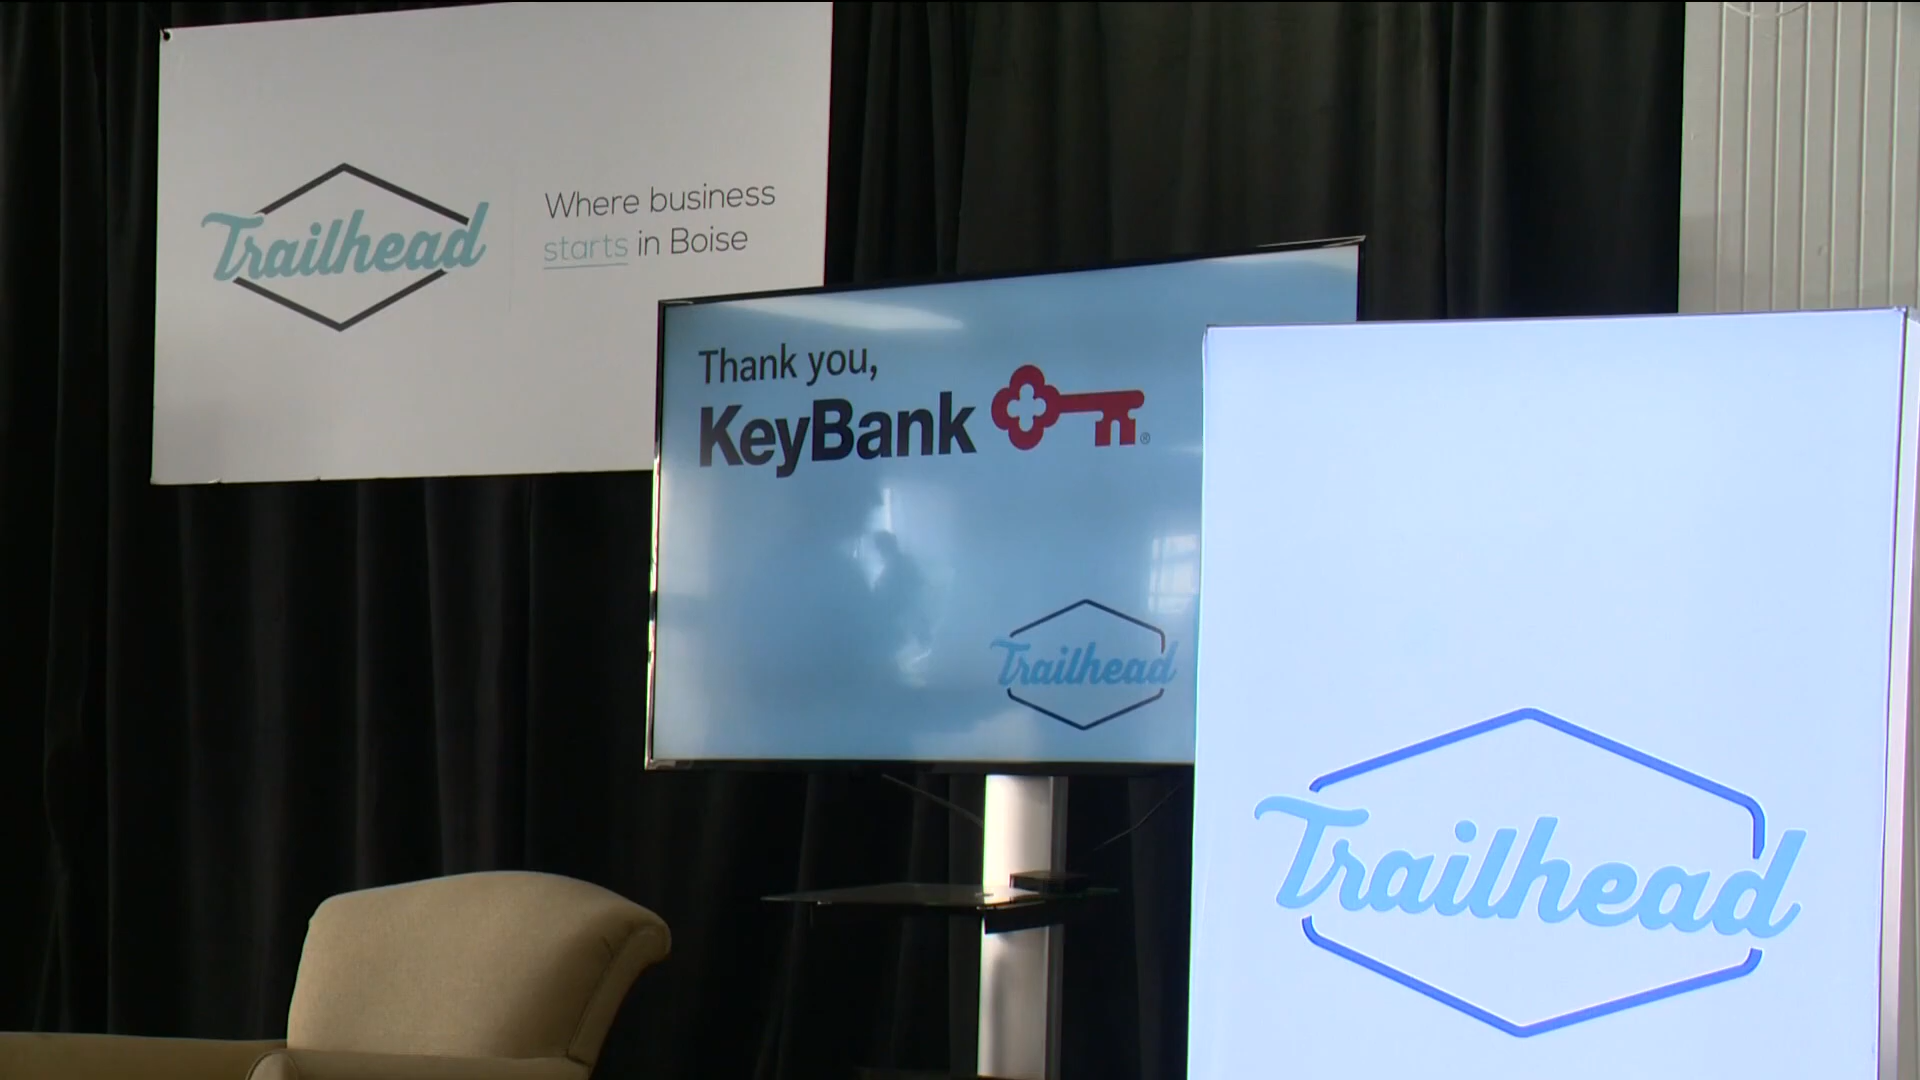 Trailhead
Where business
starts in Boise
Thank you,
KeyBank
®
Trailhead
Trailhead